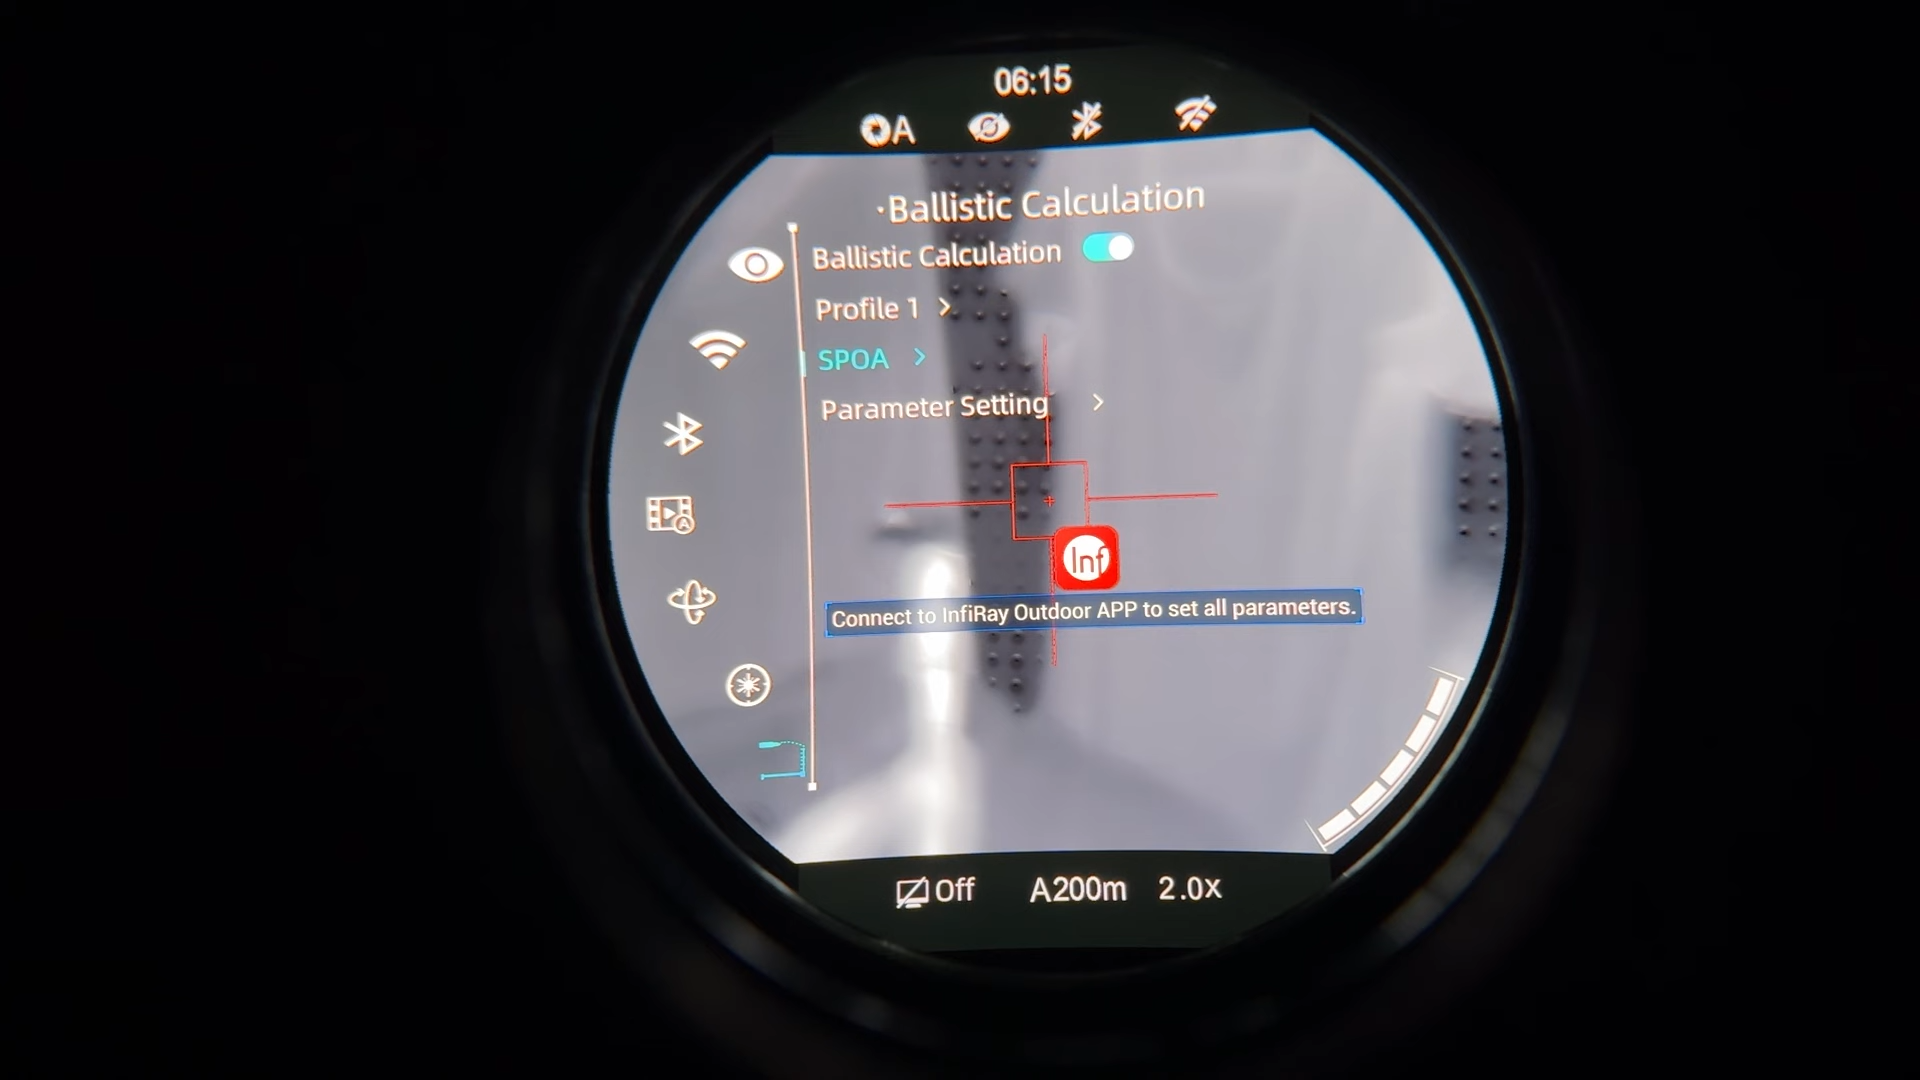 06:15
A
·Ballistic Calculation
Ballistic Calculation
Profile 1 >
SPOA >
Parameter Setting >
Inf
Connect to InfiRay Outdoor APP to set all parameters.
Off A200m 2.0x